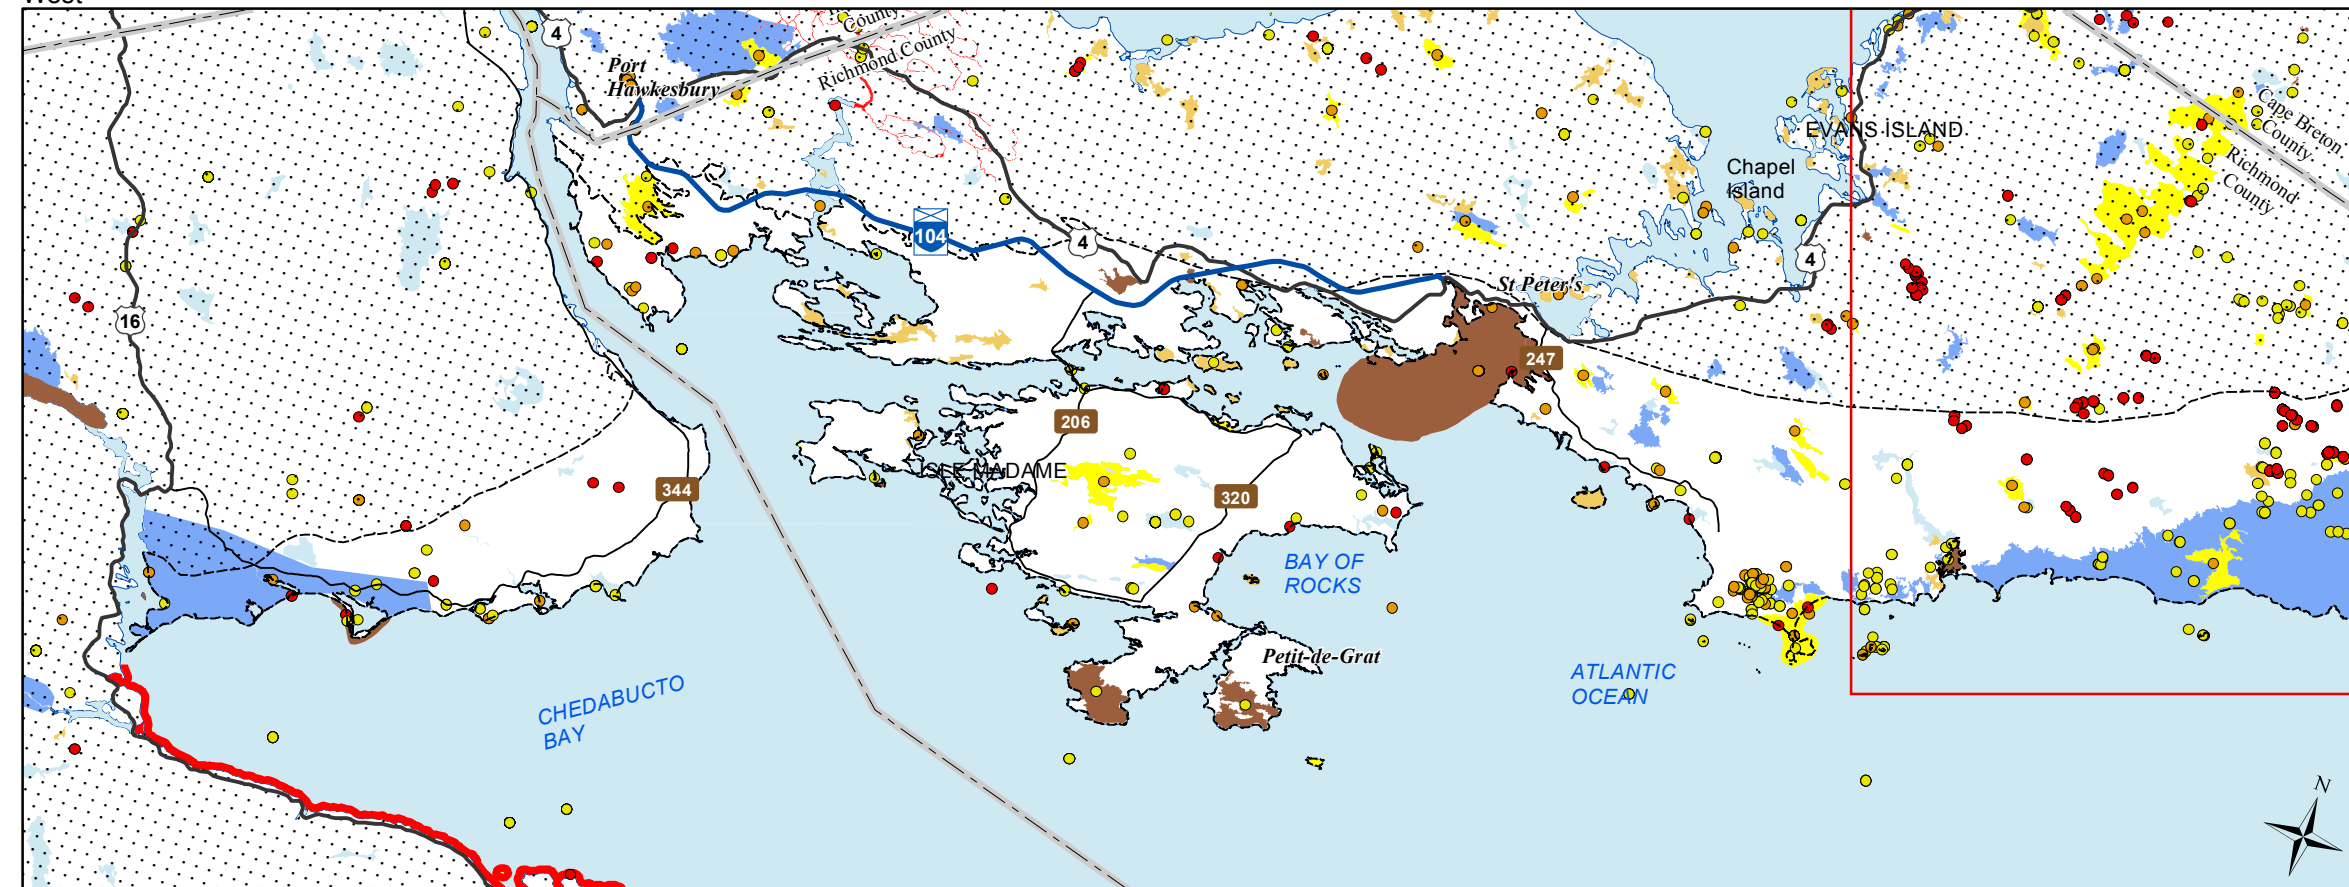 West
4
County
Richmond County
Port
Hawkesbury
Cape Breton
County
Richmond
County
EVANS ISLAND
Chapel
Island
104
4
4
St Peter's
16
247
206
ISLE MADAME
344
320
BAY OF
ROCKS
Petit-de-Grat
ATLANTIC
OCEAN
CHEDABUCTO
BAY
N